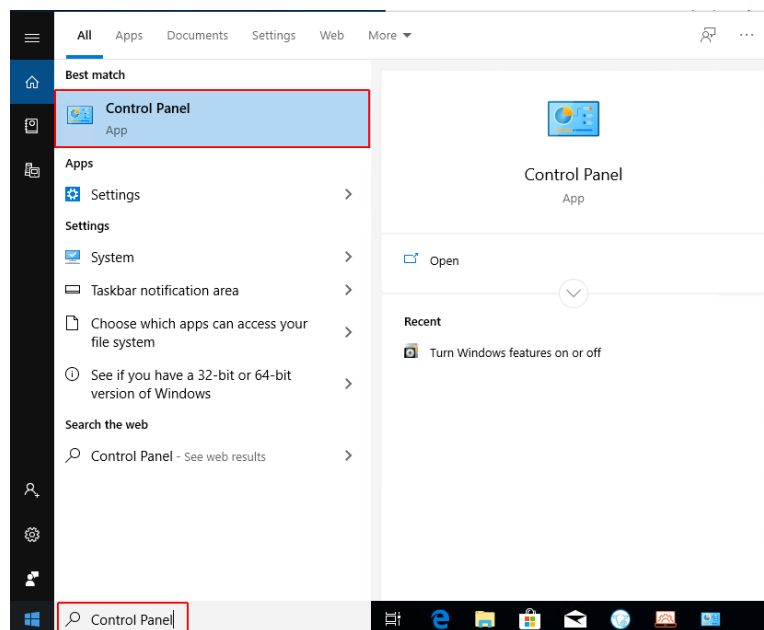 All Apps Documents Settings Web More
Best match
Control Panel
App
Apps
Settings
Settings
System
Taskbar notification area
Choose which apps can access your
file system
See if you have a 32-bit or 64-bit
version of Windows
Search the web
Control Panel - See web results
Control Panel
Control Panel
App
Open
Recent
Turn Windows features on or off